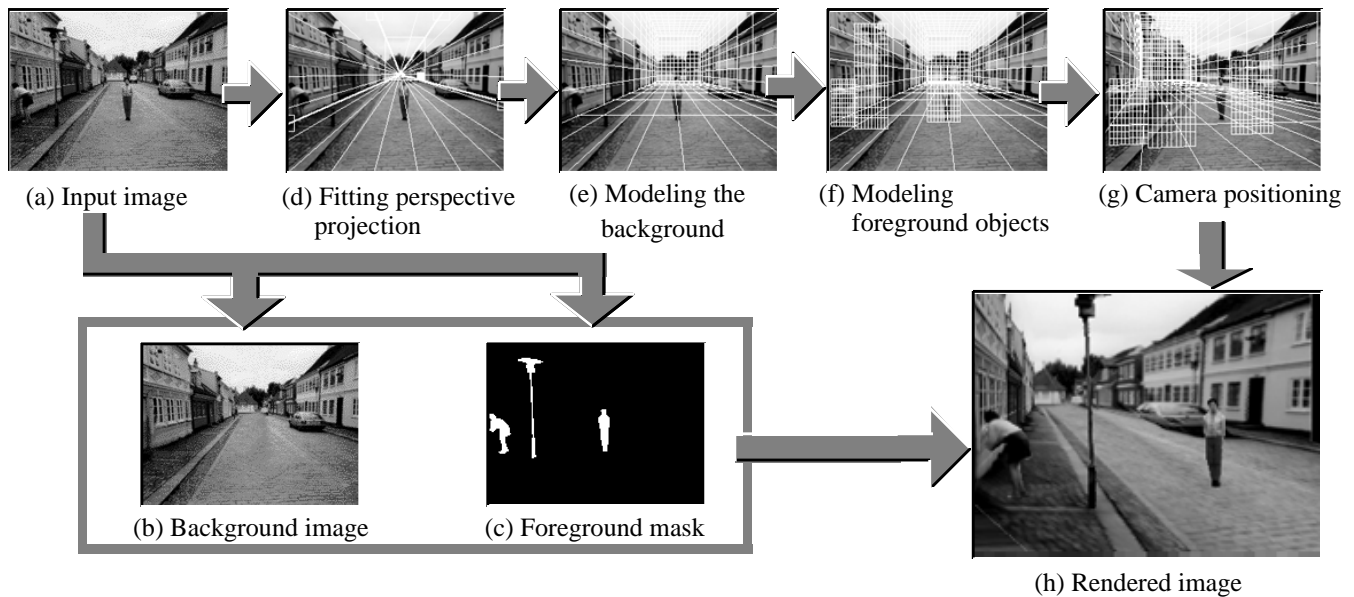 (a) Input image
(d) Fitting perspective
projection
(e) Modeling the
background
(f) Modeling
foreground objects
(g) Camera positioning
(b) Background image
(c) Foreground mask
(h) Rendered image